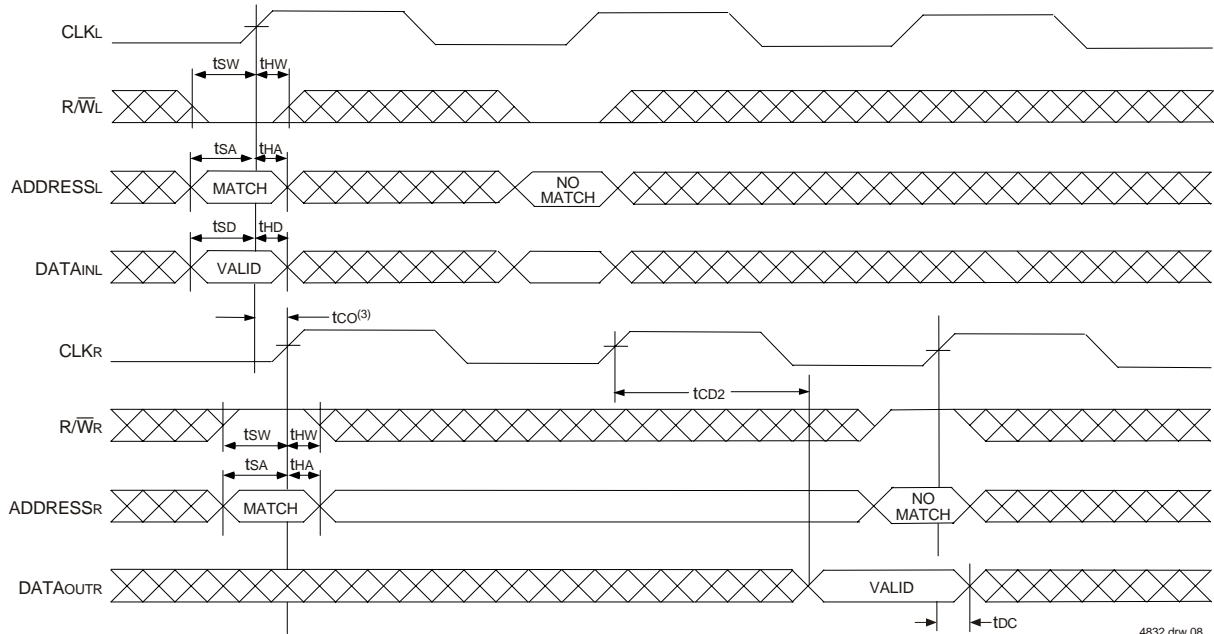 CLKL
tSW tHW
R/W̅L
tSA tHA
ADDRESSL MATCH NO MATCH
tSD tHD
DATAINL VALID
tCO(3)
CLKR
tCD2
R/W̅R
tSW tHW
tSA tHA
ADDRESSR MATCH NO MATCH
DATAOUTR VALID
tDC
4832 drw 08